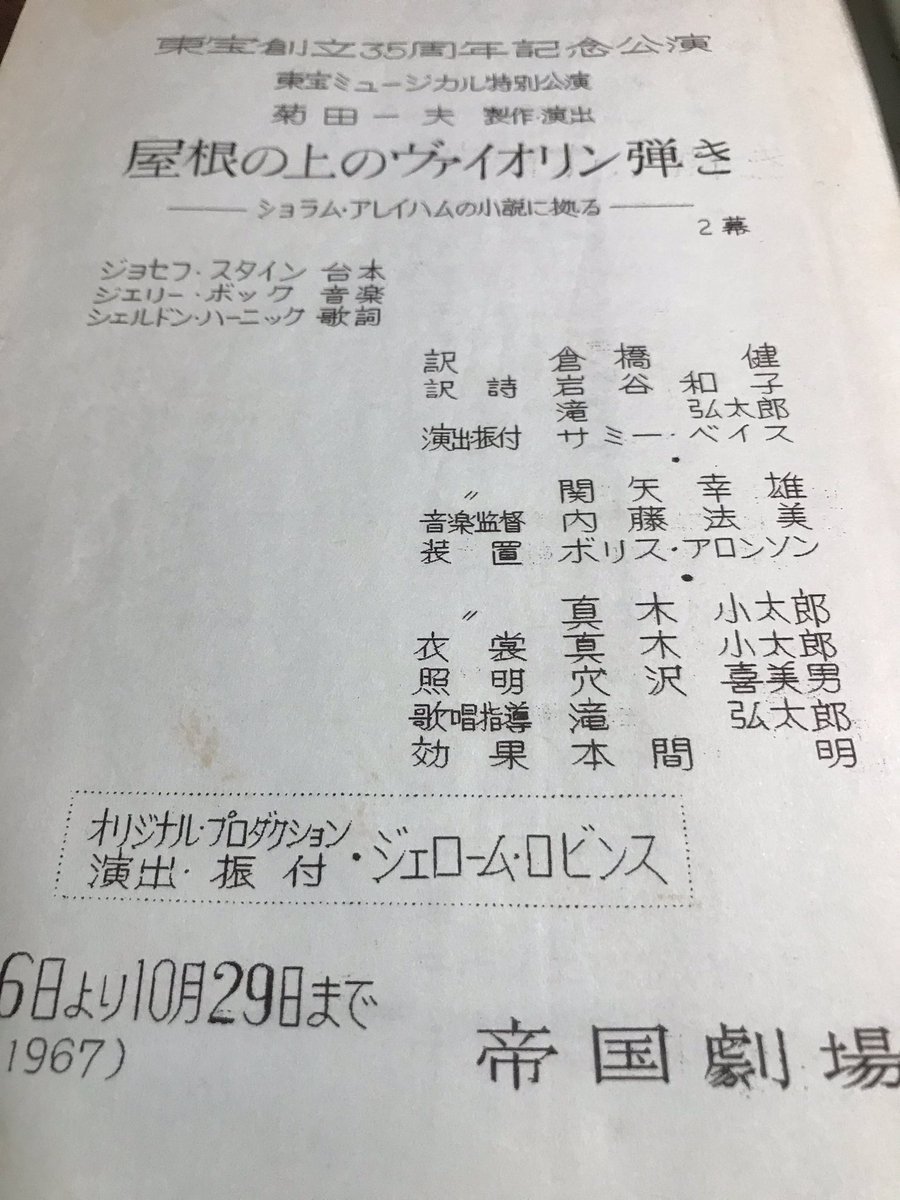 東宝創立35周年記念公演
東宝ミュージカル特別公演
菊田一夫 製作・演出
屋根の上のヴァイオリン弾き
――ショラム・アレイハムの小説に拠る――
2幕
ジョセフ・スタイン 台本
ジェリー・ボック 音楽
シェルドン・ハーニック 歌詞
訳 倉橋 健
訳詩 岩谷和子
滝 弘太郎
演出・振付 サミー・ベイス
〃 関矢幸雄
音楽監督 内藤法美
装置 ボリス・アロンソン
〃 真木小太郎
衣裳 真木小太郎
照明 穴沢喜美男
歌唱指導 滝 弘太郎
効果 本間 明
オリジナル・プロダクション
演出・振付・ジェローム・ロビンス
6日より10月29日まで
1967)
帝国劇場